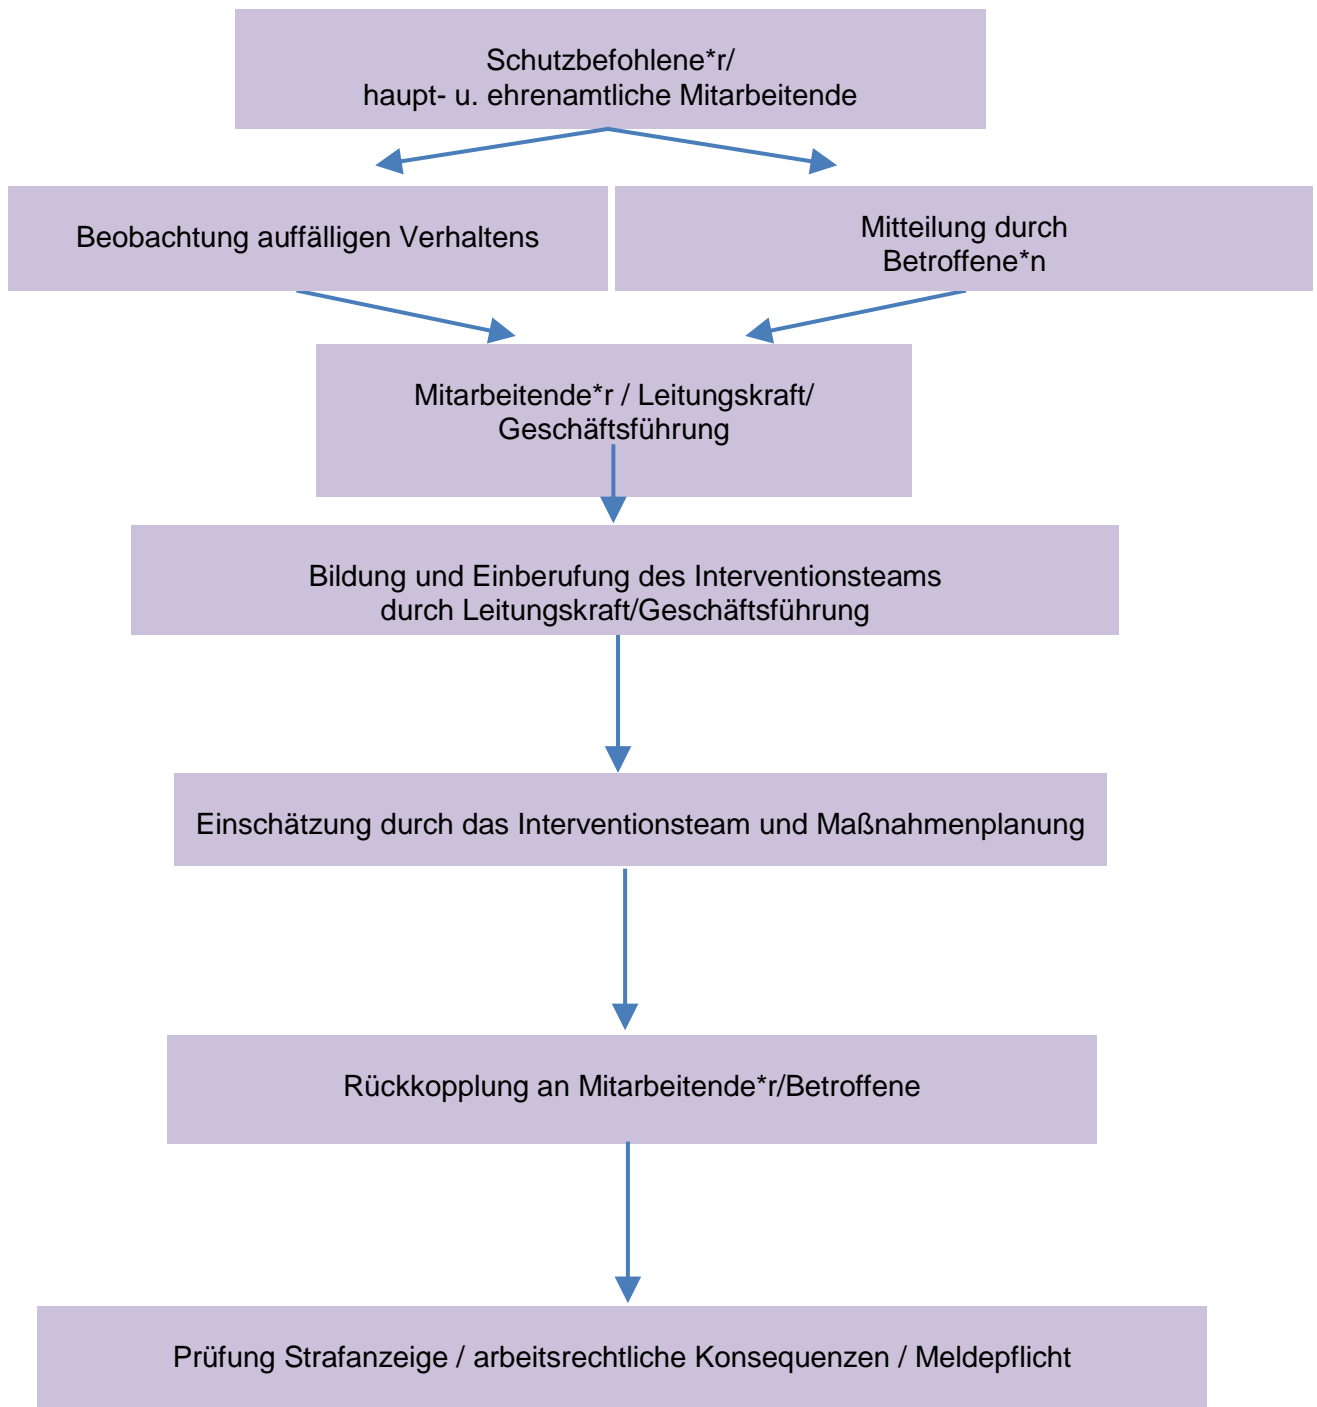 Schutzbefohlene*r/
haupt- u. ehrenamtliche Mitarbeitende
Beobachtung auffälligen Verhaltens
Mitteilung durch
Betroffene*n
Mitarbeitende*r / Leitungskraft/
Geschäftsführung
Bildung und Einberufung des Interventionsteams
durch Leitungskraft/Geschäftsführung
Einschätzung durch das Interventionsteam und Maßnahmenplanung
Rückkopplung an Mitarbeitende*r/Betroffene
Prüfung Strafanzeige / arbeitsrechtliche Konsequenzen / Meldepflicht